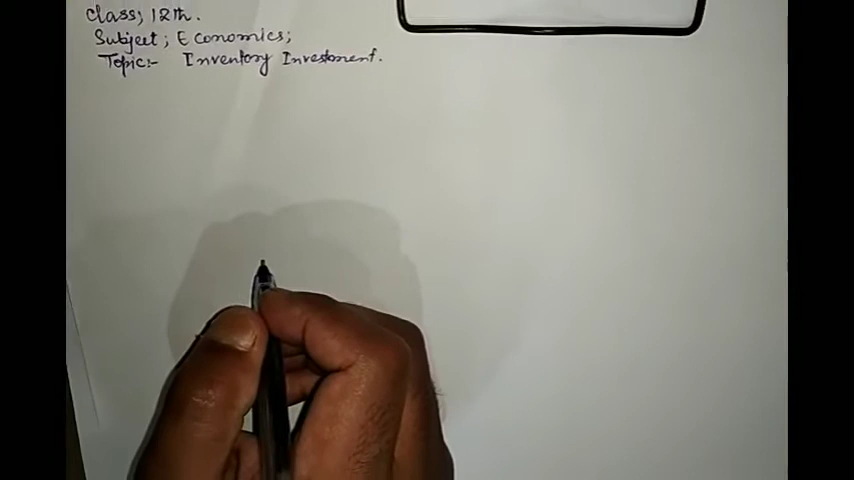 Class, 12th.
Subject; Economics;
Topic:- Inventory Investment.